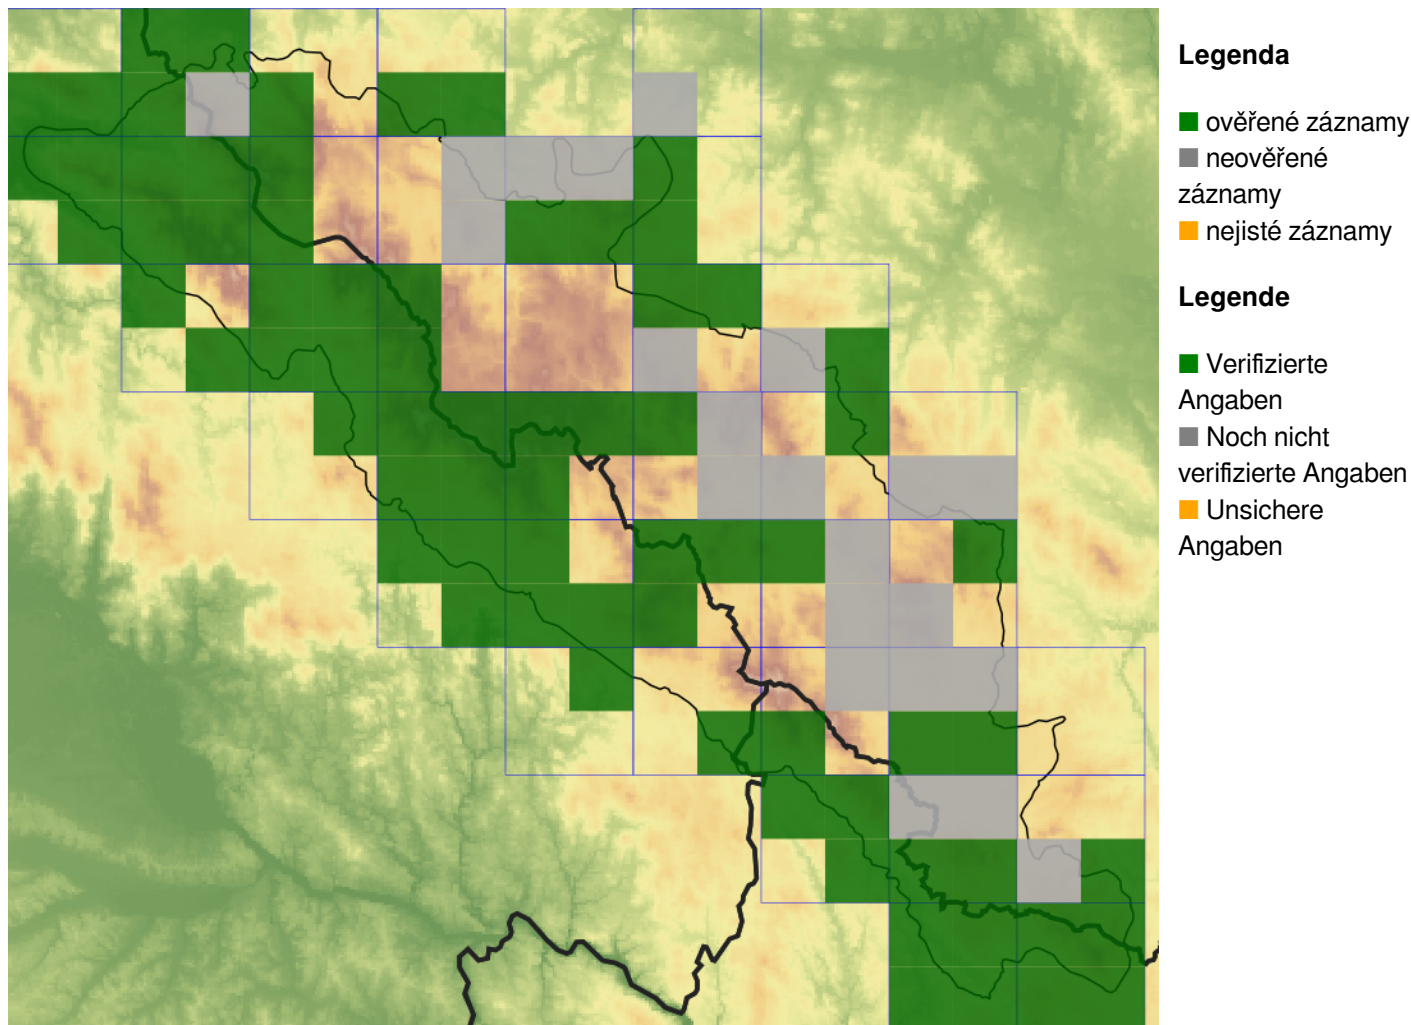 Legenda
ověřené záznamy
neověřené
záznamy
nejisté záznamy
Legende
Verifizierte
Angaben
Noch nicht
verifizierte Angaben
Unsichere
Angaben